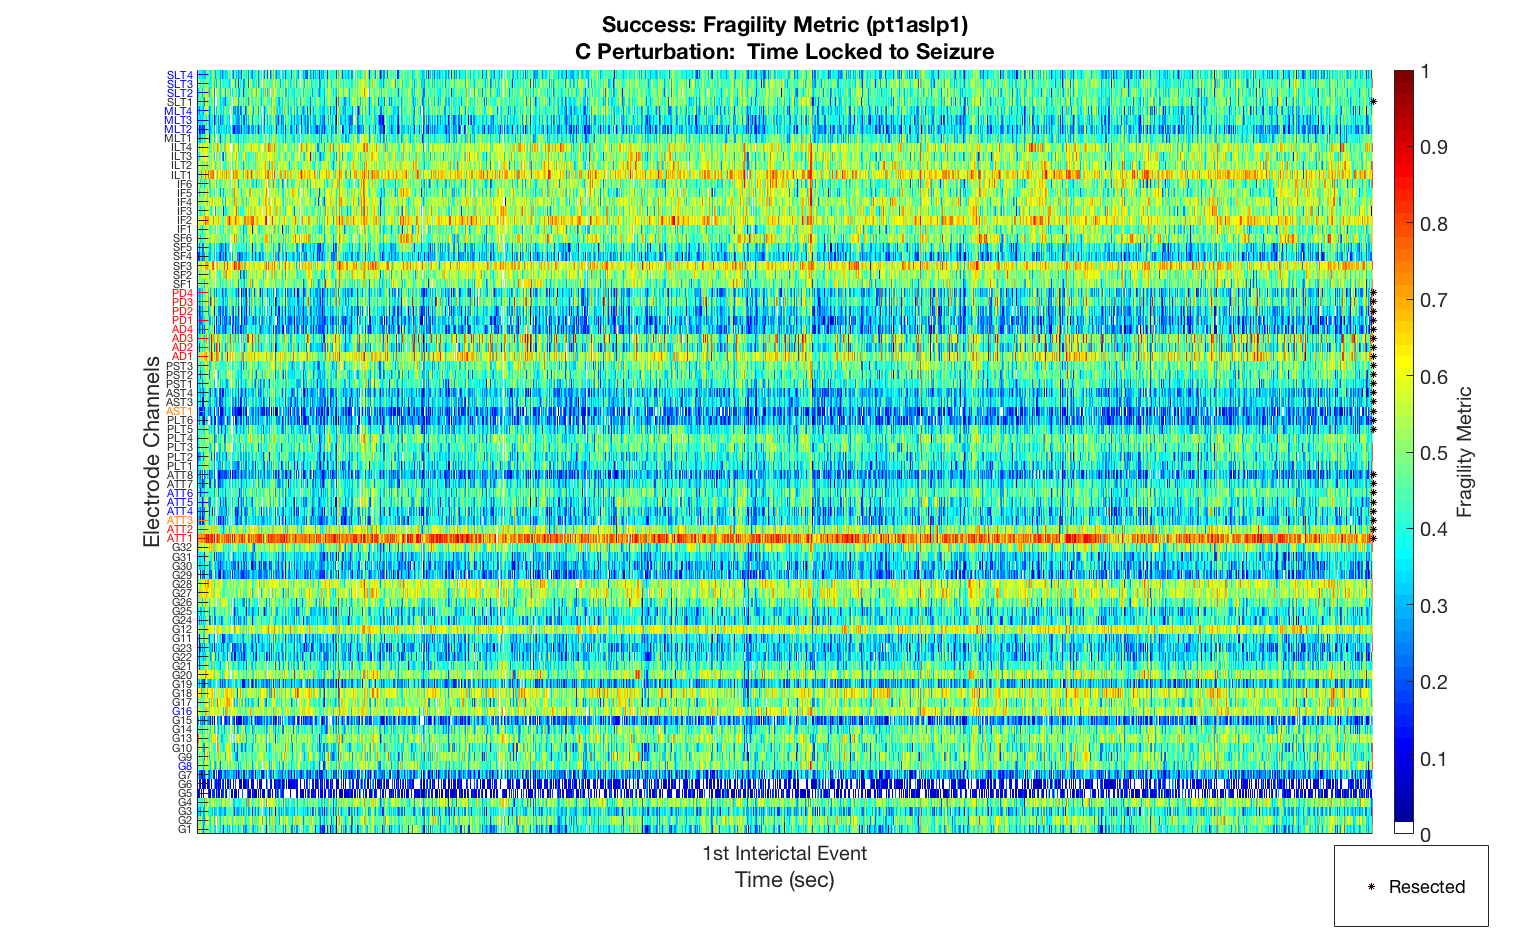 Success: Fragility Metric (pt1aslp1)
C Perturbation:  Time Locked to Seizure
Electrode Channels
SLT4
SLT3
SLT2
SLT1
MLT4
MLT3
MLT2
MLT1
ILT4
ILT3
ILT2
ILT1
IF6
IF5
IF4
IF3
IF2
IF1
SF6
SF5
SF4
SF3
SF2
SF1
PD4
PD3
PD2
PD1
AD4
AD3
AD2
AD1
PST3
PST2
PST1
AST4
AST3
AST1
PLT6
PLT5
PLT4
PLT3
PLT2
PLT1
ATT8
ATT7
ATT6
ATT5
ATT4
ATT3
ATT2
ATT1
G32
G31
G30
G29
G28
G27
G26
G25
G24
G12
G11
G23
G22
G21
G20
G19
G18
G17
G16
G15
G14
G13
G10
G9
G8
G7
G6
G5
G4
G3
G2
G1
1st Interictal Event
Time (sec)
1
0.9
0.8
0.7
0.6
0.5
0.4
0.3
0.2
0.1
0
Fragility Metric
* Resected